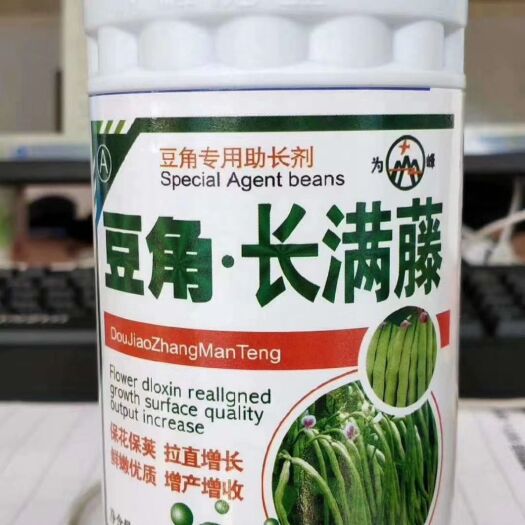 A
豆角专用助长剂
Special Agent beans
为峰
豆角·长满藤
DouJiaoZhangManTeng
Flower dloxin reallgned
growth surface quality
output increase
保花保荚 拉直增长
鲜嫩优质 增产增收